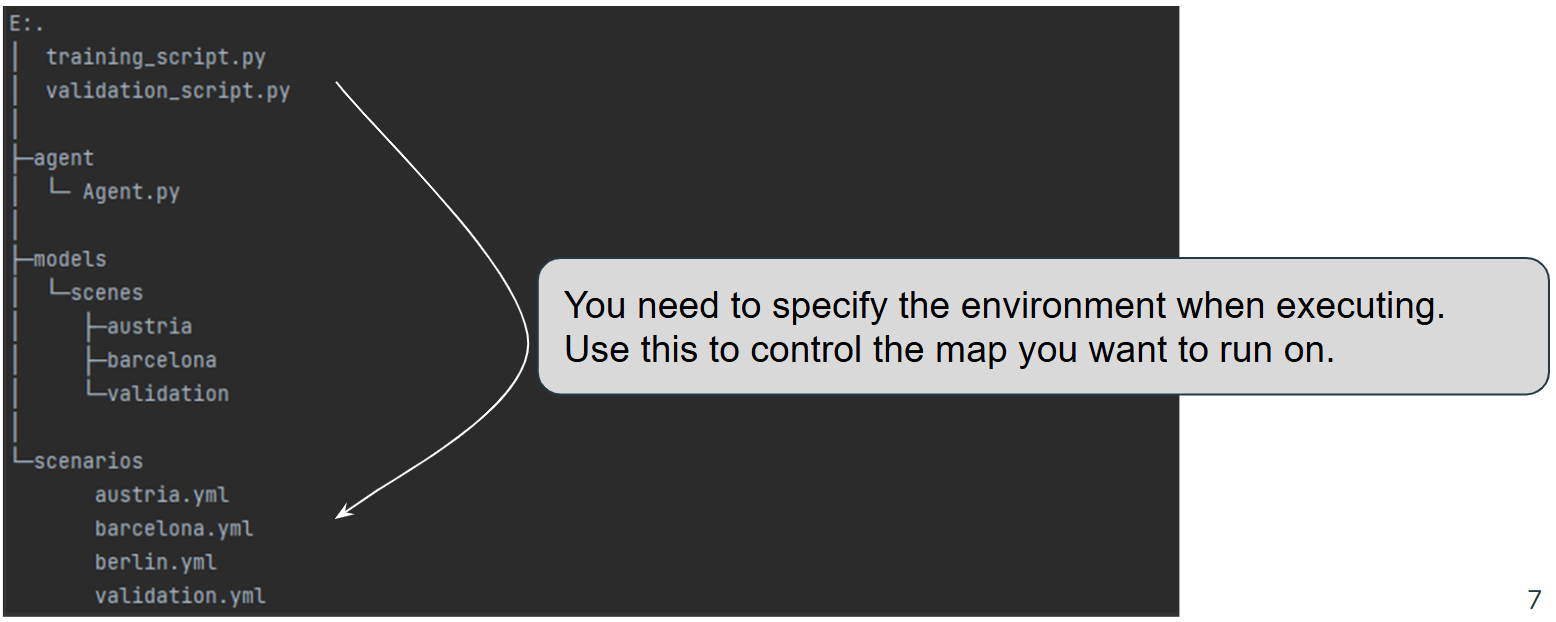 E:.
│  training_script.py
│  validation_script.py
│
├─agent
│  └─ Agent.py
│
├─models
│  └─scenes
│     ├─austria
│     ├─barcelona
│     └─validation
│
└─scenarios
       austria.yml
       barcelona.yml
       berlin.yml
       validation.yml
You need to specify the environment when executing.
Use this to control the map you want to run on.
7